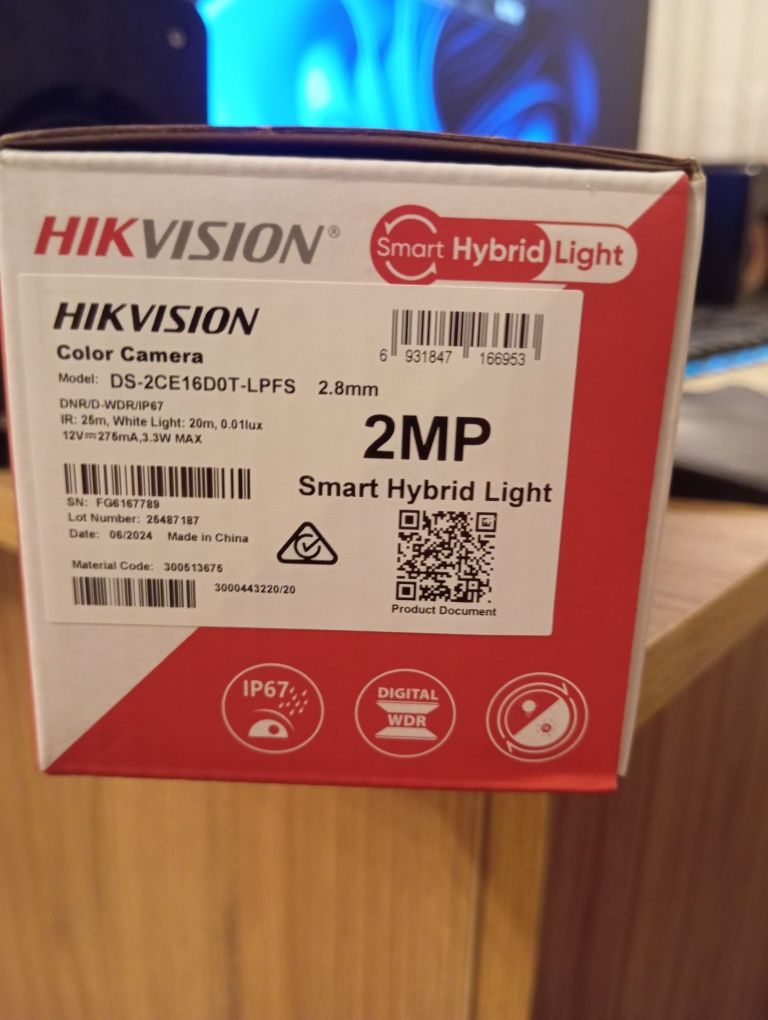 HIKVISION®
Smart Hybrid Light
HIKVISION
Color Camera
6 931847 166953
Model: DS-2CE16D0T-LPFS 2.8mm
DNR/D-WDR/IP67
IR: 25m, White Light: 20m, 0.01lux
12V⎓275mA,3.3W MAX
2MP
Smart Hybrid Light
SN: FG6167789
Lot Number: 25487187
Date: 06/2024 Made in China
Material Code: 300513675
3000443220/20
Product Document
IP67
DIGITAL
WDR